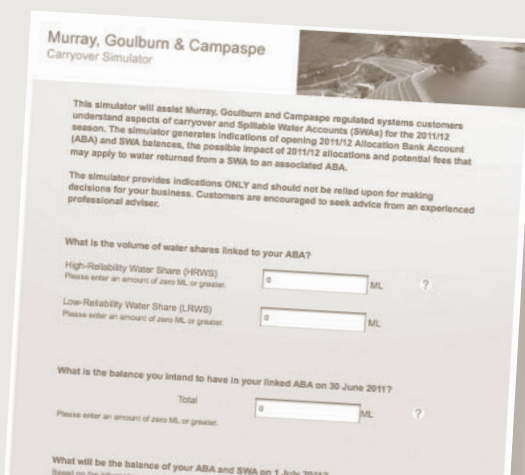 Murray, Goulburn & Campaspe
Carryover Simulator
This simulator will assist Murray, Goulburn and Campaspe regulated systems customers
understand aspects of carryover and Spillable Water Accounts (SWAs) for the 2011/12
season. The simulator generates indications of opening 2011/12 Allocation Bank Account
(ABA) and SWA balances, the possible impact of 2011/12 allocations and potential fees that
may apply to water returned from a SWA to an associated ABA.
The simulator provides indications ONLY and should not be relied upon for making
decisions for your business. Customers are encouraged to seek advice from an experienced
professional adviser.
What is the volume of water shares linked to your ABA?
High-Reliability Water Share (HRWS)
Please enter an amount of zero ML or greater.
0 ML ?
Low-Reliability Water Share (LRWS)
Please enter an amount of zero ML or greater.
0 ML
What is the balance you intend to have in your linked ABA on 30 June 2011?
Total 0 ML ?
Please enter an amount of zero ML or greater.
What will be the balance of your ABA and SWA on 1 July 2011?
Based on the